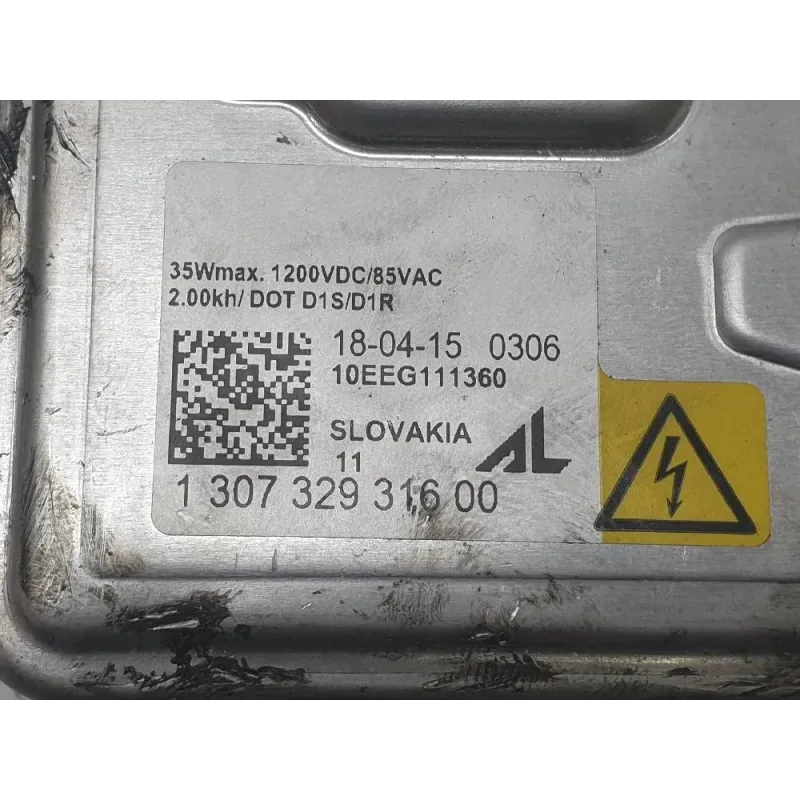 35Wmax. 1200VDC/85VAC
2.00kh/ DOT D1S/D1R
18-04-15 0306
10EEG111360
SLOVAKIA
11
AL
1 307 329 316 00